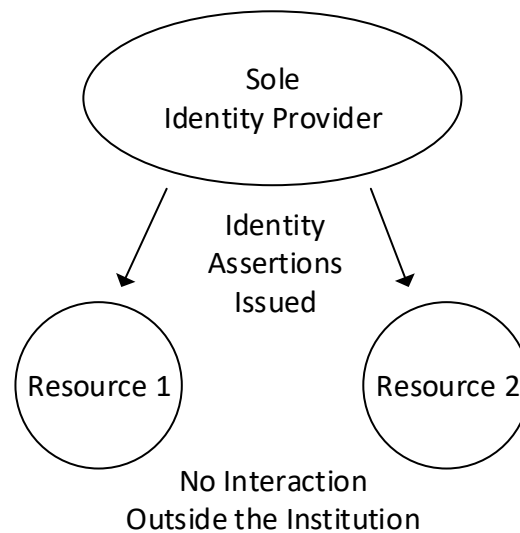 Sole
Identity Provider
Identity
Assertions
Issued
Resource 1
Resource 2
No Interaction
Outside the Institution